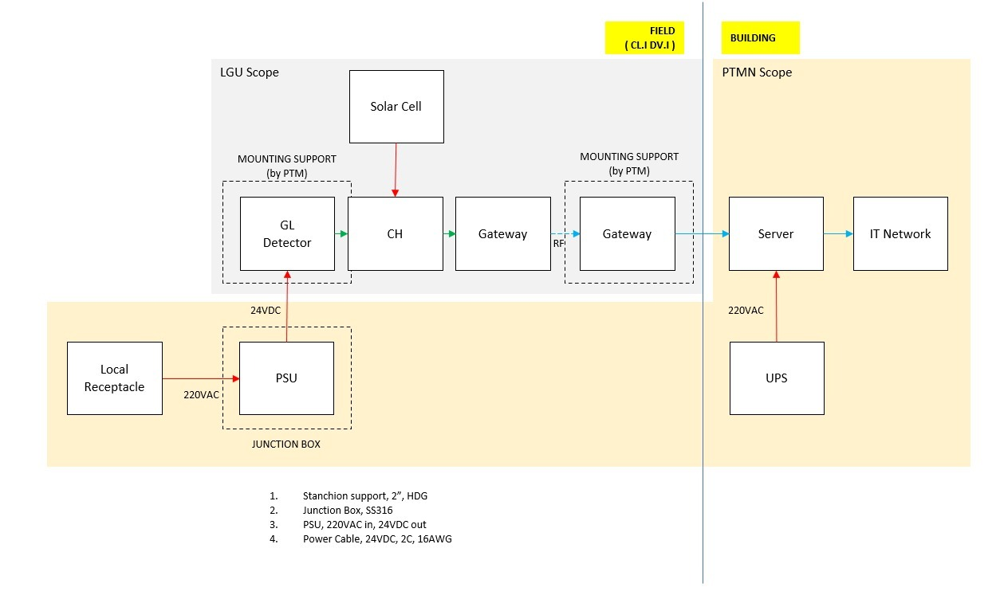 FIELD
( CL.I DV.I )
BUILDING
LGU Scope
PTMN Scope
Solar Cell
MOUNTING SUPPORT
(by PTM)
MOUNTING SUPPORT
(by PTM)
GL
Detector
CH
Gateway
RF
Gateway
Server
IT Network
24VDC
220VAC
Local
Receptacle
220VAC
PSU
UPS
JUNCTION BOX
1. Stanchion support, 2”, HDG
2. Junction Box, SS316
3. PSU, 220VAC in, 24VDC out
4. Power Cable, 24VDC, 2C, 16AWG